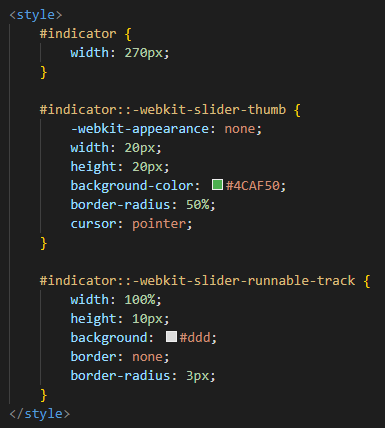 <style>
#indicator {
width: 270px;
}
#indicator::-webkit-slider-thumb {
-webkit-appearance: none;
width: 20px;
height: 20px;
background-color: #4CAF50;
border-radius: 50%;
cursor: pointer;
}
#indicator::-webkit-slider-runnable-track {
width: 100%;
height: 10px;
background: #ddd;
border: none;
border-radius: 3px;
}
</style>